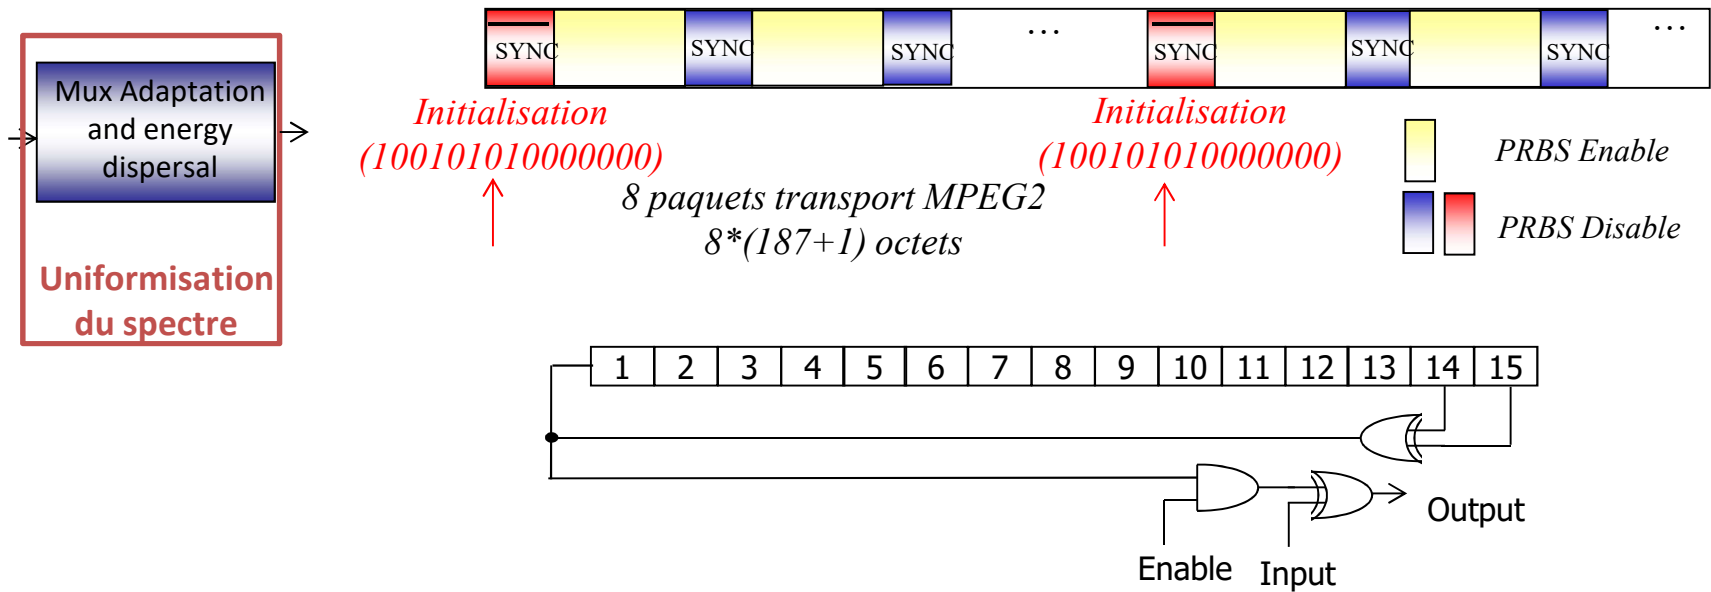 SYNC SYNC SYNC ... SYNC SYNC SYNC ...
Mux Adaptation
and energy
dispersal
Uniformisation
du spectre
Initialisation
(100101010000000)
Initialisation
(100101010000000)
8 paquets transport MPEG2
8*(187+1) octets
PRBS Enable
PRBS Disable
1 2 3 4 5 6 7 8 9 10 11 12 13 14 15
Output
Enable
Input